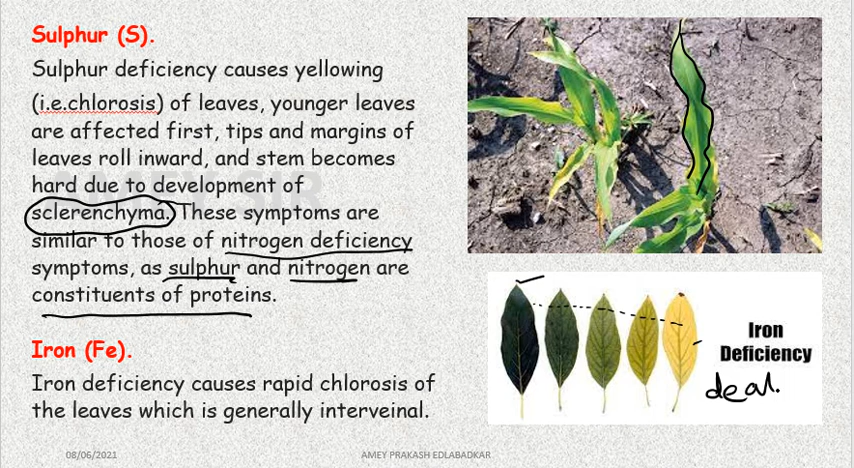 Sulphur (S).
Sulphur deficiency causes yellowing
(i.e.chlorosis) of leaves, younger leaves
are affected first, tips and margins of
leaves roll inward, and stem becomes
hard due to development of
sclerenchyma. These symptoms are
similar to those of nitrogen deficiency
symptoms, as sulphur and nitrogen are
constituents of proteins.
Iron (Fe).
Iron deficiency causes rapid chlorosis of
the leaves which is generally interveinal.
Iron
Deficiency
08/06/2021
AMEY PRAKASH EDLABADKAR